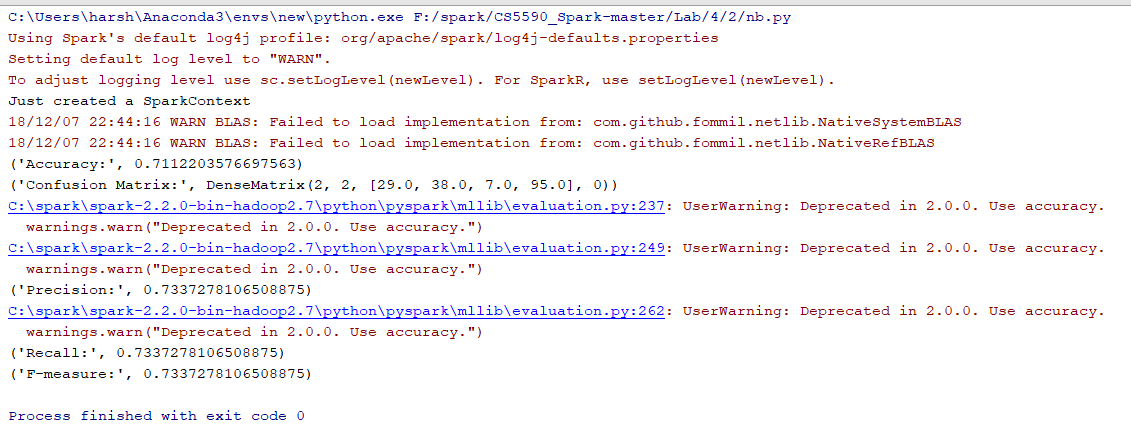 C:\Users\harsh\Anaconda3\envs\new\python.exe F:/spark/CS5590_Spark-master/Lab/4/2/nb.py
Using Spark's default log4j profile: org/apache/spark/log4j-defaults.properties
Setting default log level to "WARN".
To adjust logging level use sc.setLogLevel(newLevel). For SparkR, use setLogLevel(newLevel).
Just created a SparkContext
18/12/07 22:44:16 WARN BLAS: Failed to load implementation from: com.github.fommil.netlib.NativeSystemBLAS
18/12/07 22:44:16 WARN BLAS: Failed to load implementation from: com.github.fommil.netlib.NativeRefBLAS
('Accuracy:', 0.7112203576697563)
('Confusion Matrix:', DenseMatrix(2, 2, [29.0, 38.0, 7.0, 95.0], 0))
C:\spark\spark-2.2.0-bin-hadoop2.7\python\pyspark\mllib\evaluation.py:237: UserWarning: Deprecated in 2.0.0. Use accuracy.
  warnings.warn("Deprecated in 2.0.0. Use accuracy.")
C:\spark\spark-2.2.0-bin-hadoop2.7\python\pyspark\mllib\evaluation.py:249: UserWarning: Deprecated in 2.0.0. Use accuracy.
  warnings.warn("Deprecated in 2.0.0. Use accuracy.")
('Precision:', 0.7337278106508875)
C:\spark\spark-2.2.0-bin-hadoop2.7\python\pyspark\mllib\evaluation.py:262: UserWarning: Deprecated in 2.0.0. Use accuracy.
  warnings.warn("Deprecated in 2.0.0. Use accuracy.")
('Recall:', 0.7337278106508875)
('F-measure:', 0.7337278106508875)
Process finished with exit code 0